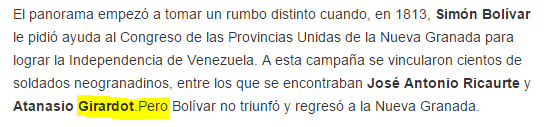 El panorama empezó a tomar un rumbo distinto cuando, en 1813, Simón Bolívar
le pidió ayuda al Congreso de las Provincias Unidas de la Nueva Granada para
lograr la Independencia de Venezuela. A esta campaña se vincularon cientos de
soldados neogranadinos, entre los que se encontraban José Antonio Ricaurte y
Atanasio Girardot.Pero Bolívar no triunfó y regresó a la Nueva Granada.